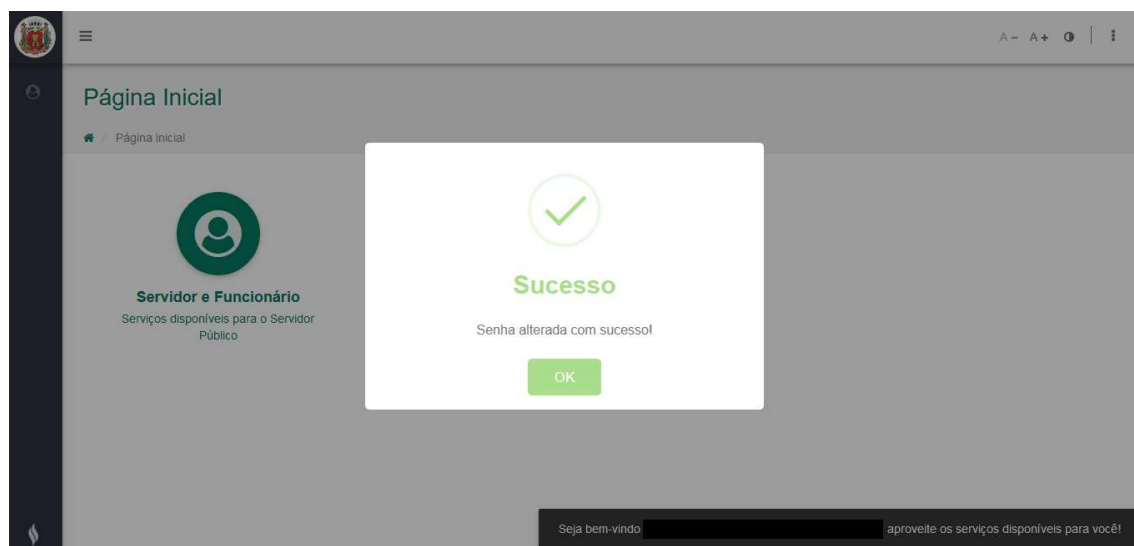 A- A+
Página Inicial
Página Inicial
Servidor e Funcionário
Serviços disponíveis para o Servidor
Público
Sucesso
Senha alterada com sucesso!
OK
Seja bem-vindo aproveite os serviços disponíveis para você!